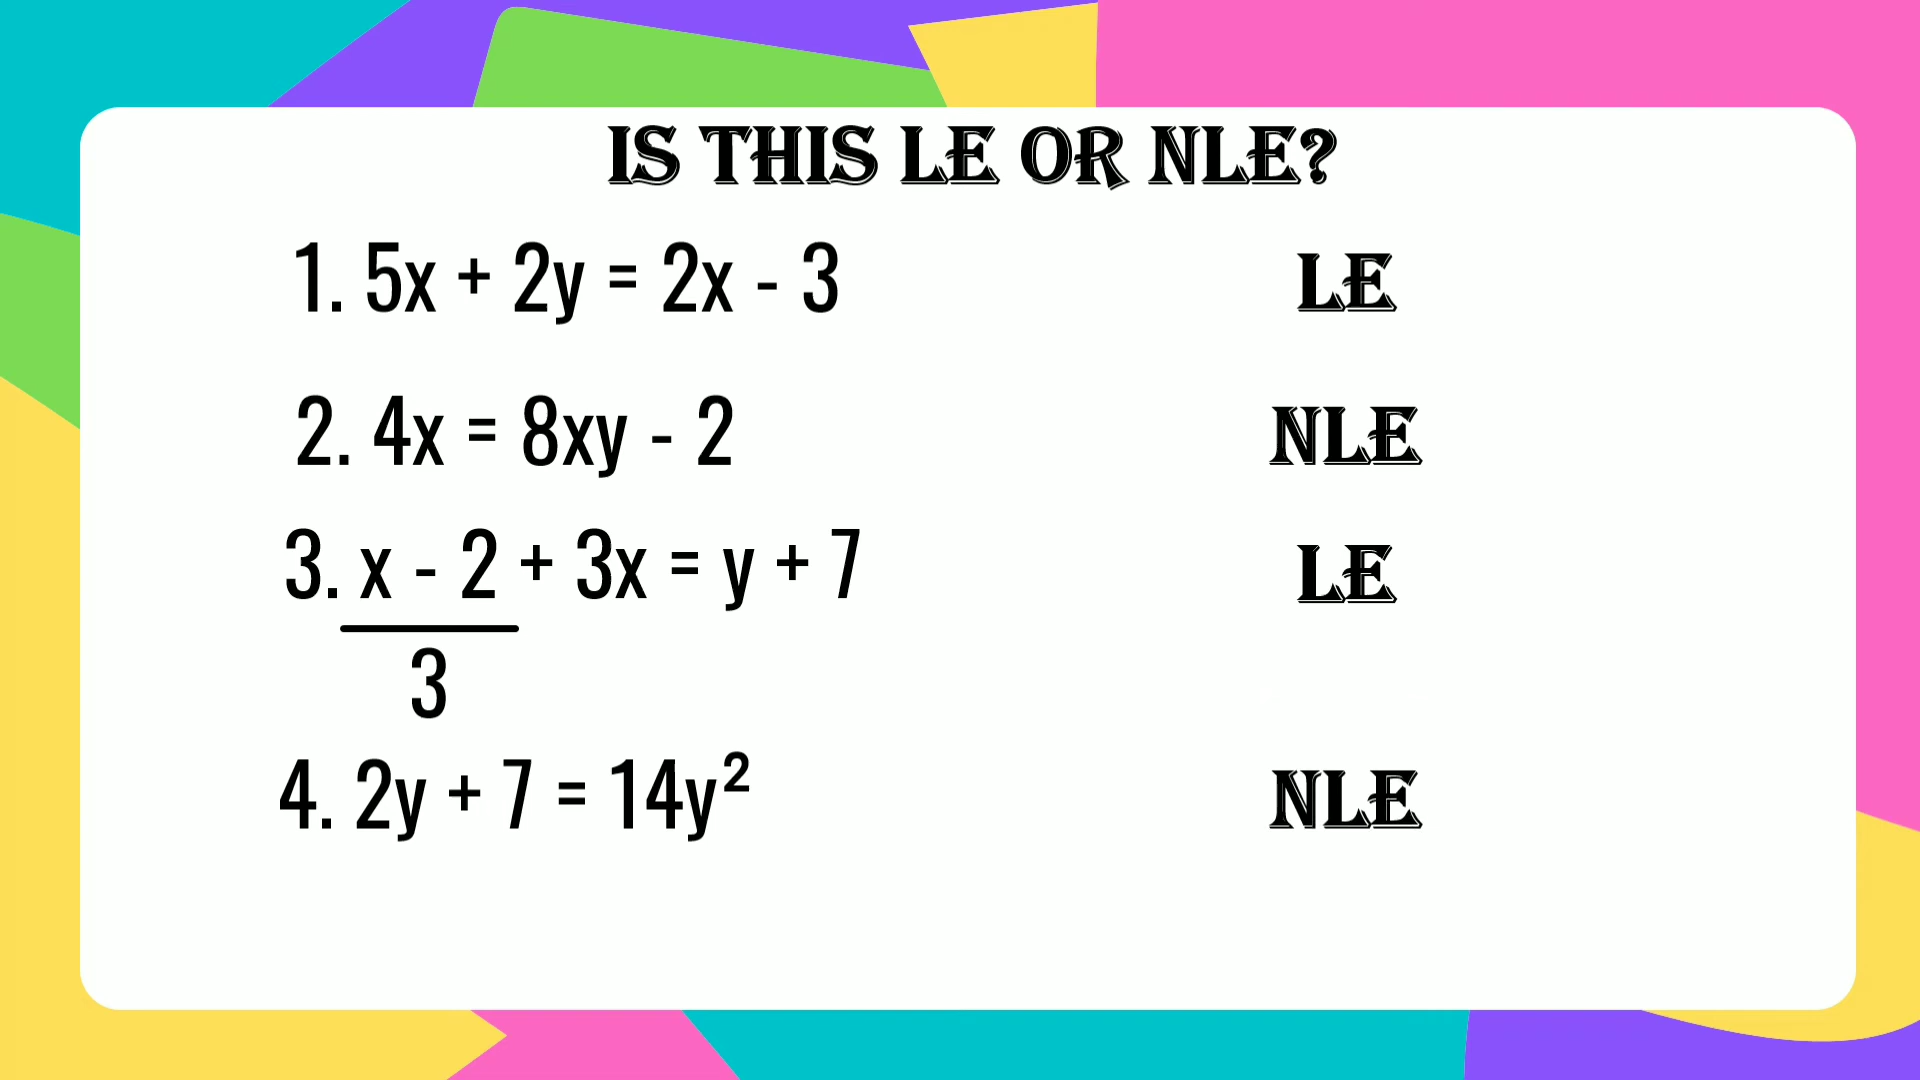 IS THIS LE OR NLE?
1. 5x + 2y = 2x - 3 LE
2. 4x = 8xy - 2 NLE
3. x - 2 + 3x = y + 7 LE
3
4. 2y + 7 = 14y² NLE